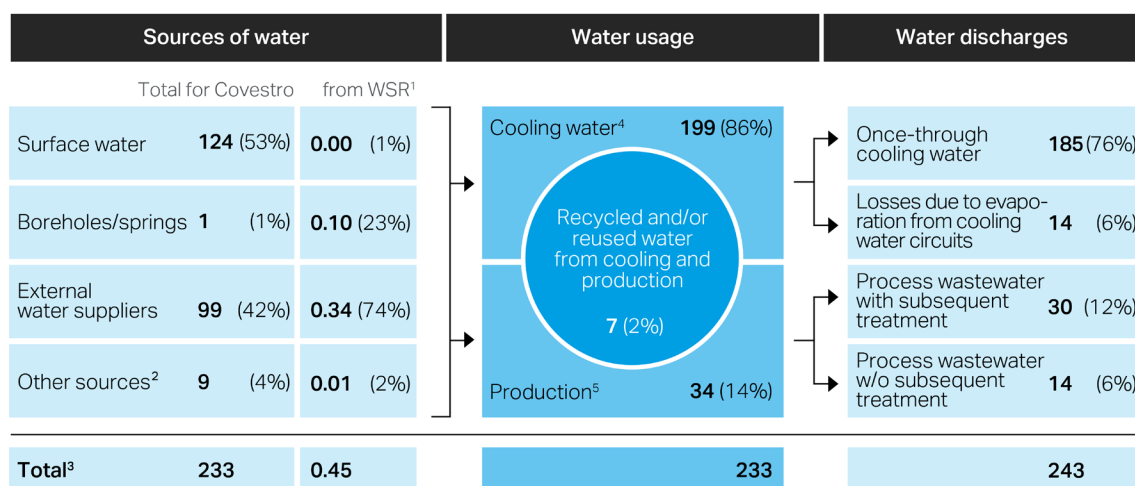 Sources of water
Water usage
Water discharges
Total for Covestro
from WSR¹
Surface water 124 (53%) 0.00 (1%)
Boreholes/springs 1 (1%) 0.10 (23%)
External
water suppliers 99 (42%) 0.34 (74%)
Other sources² 9 (4%) 0.01 (2%)
Cooling water⁴ 199 (86%)
Recycled and/or
reused water
from cooling and
production
7 (2%)
Production⁵ 34 (14%)
Once-through
cooling water 185 (76%)
Losses due to evapo-
ration from cooling
water circuits 14 (6%)
Process wastewater
with subsequent
treatment 30 (12%)
Process wastewater
w/o subsequent
treatment 14 (6%)
Total³ 233 0.45 233 243